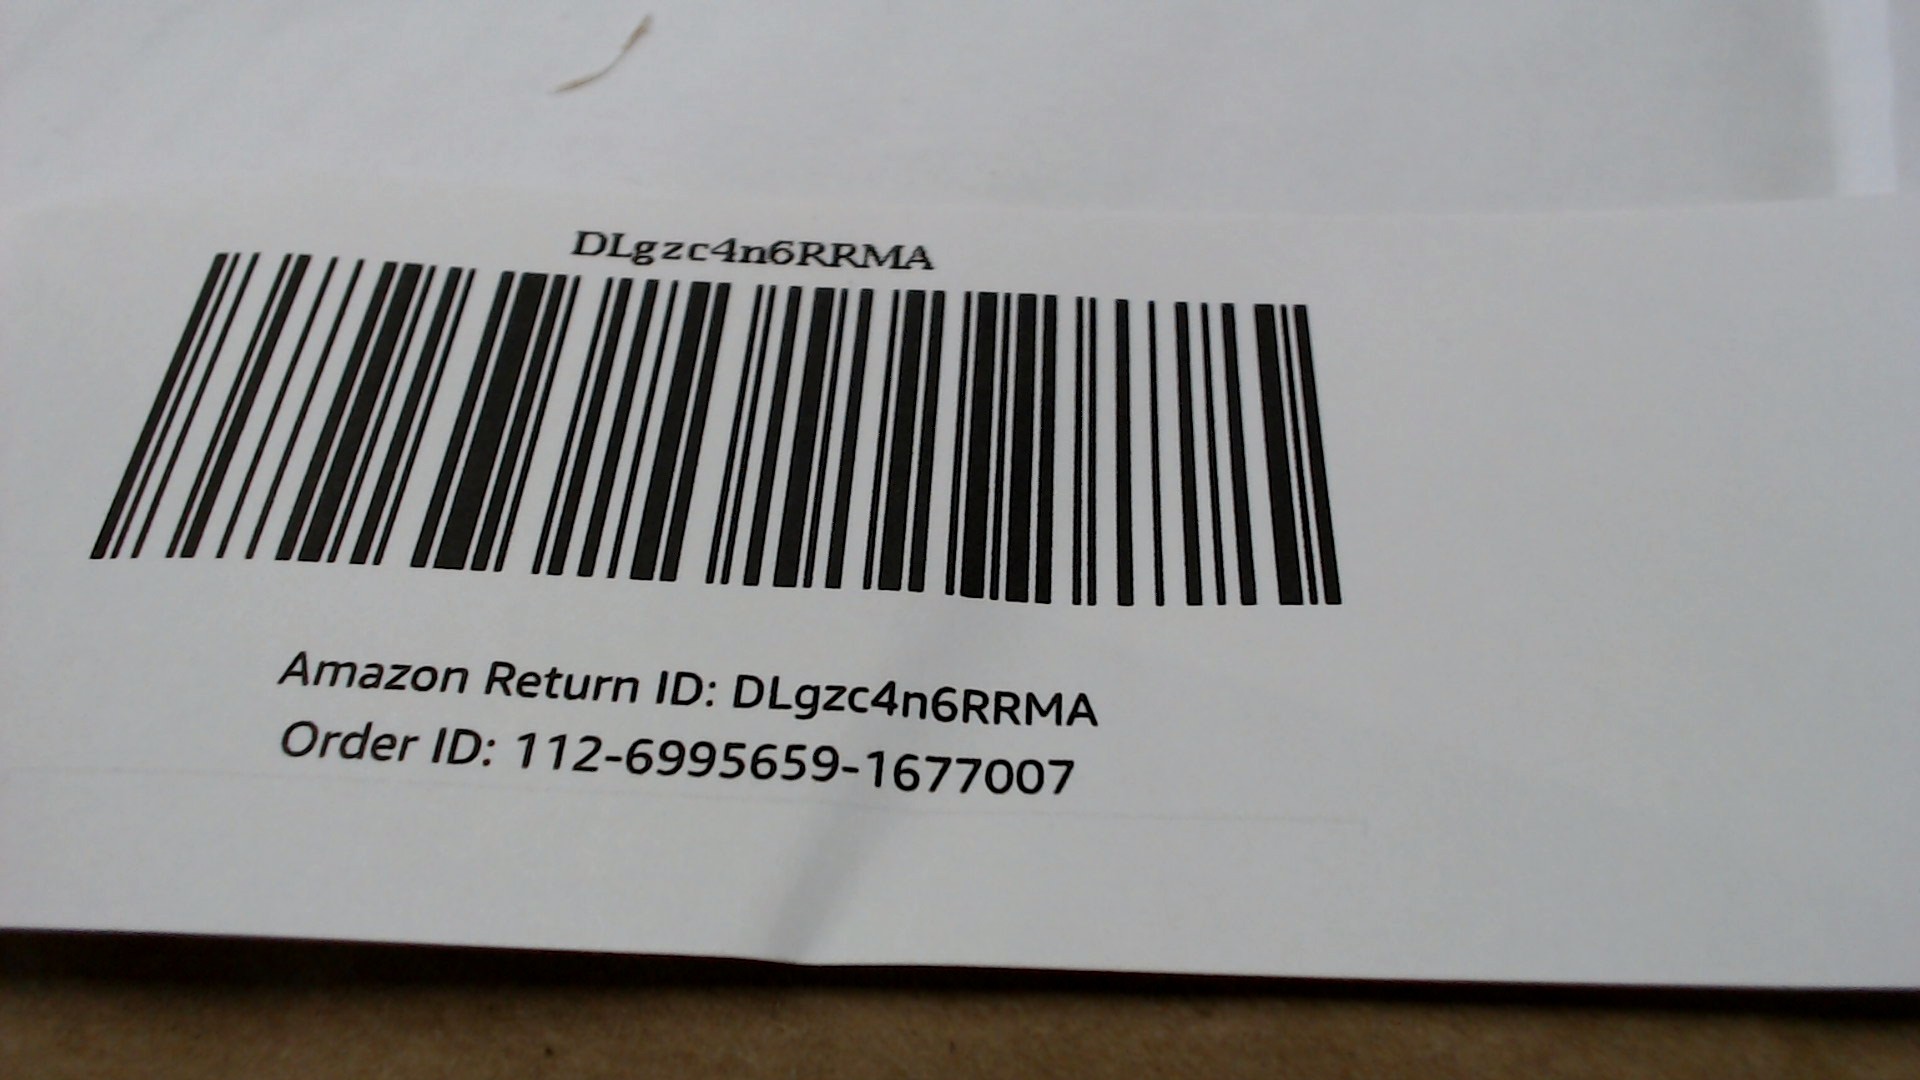 DLgzc4n6RRMA
Amazon Return ID: DLgzc4n6RRMA
Order ID: 112-6995659-1677007